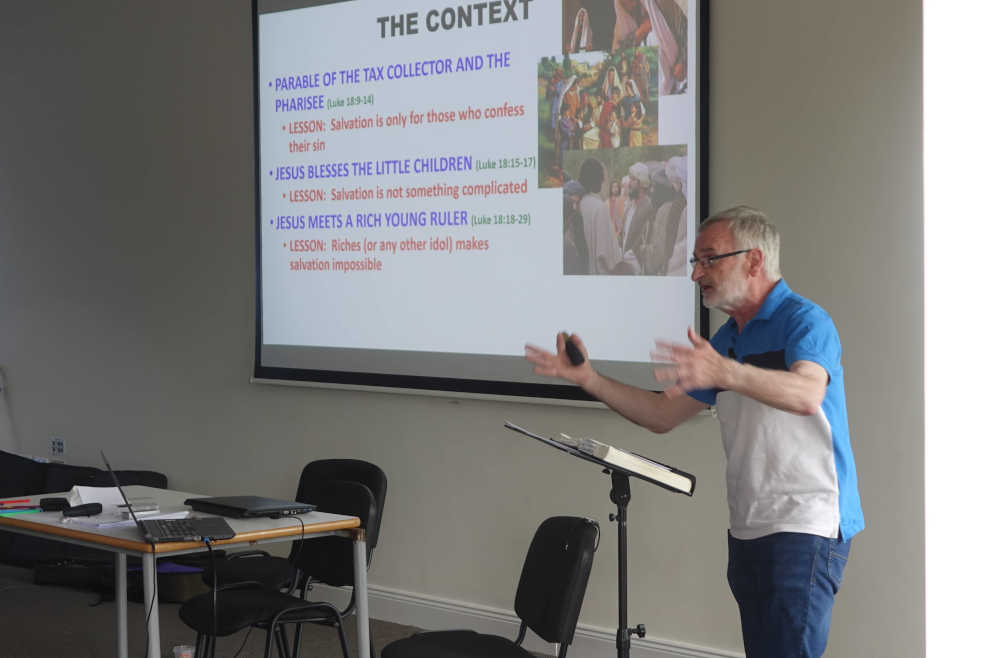 THE CONTEXT
• PARABLE OF THE TAX COLLECTOR AND THE
PHARISEE (Luke 18:9-14)
• LESSON: Salvation is only for those who confess
their sin
• JESUS BLESSES THE LITTLE CHILDREN (Luke 18:15-17)
• LESSON: Salvation is not something complicated
• JESUS MEETS A RICH YOUNG RULER (Luke 18:18-29)
• LESSON: Riches (or any other idol) makes
salvation impossible